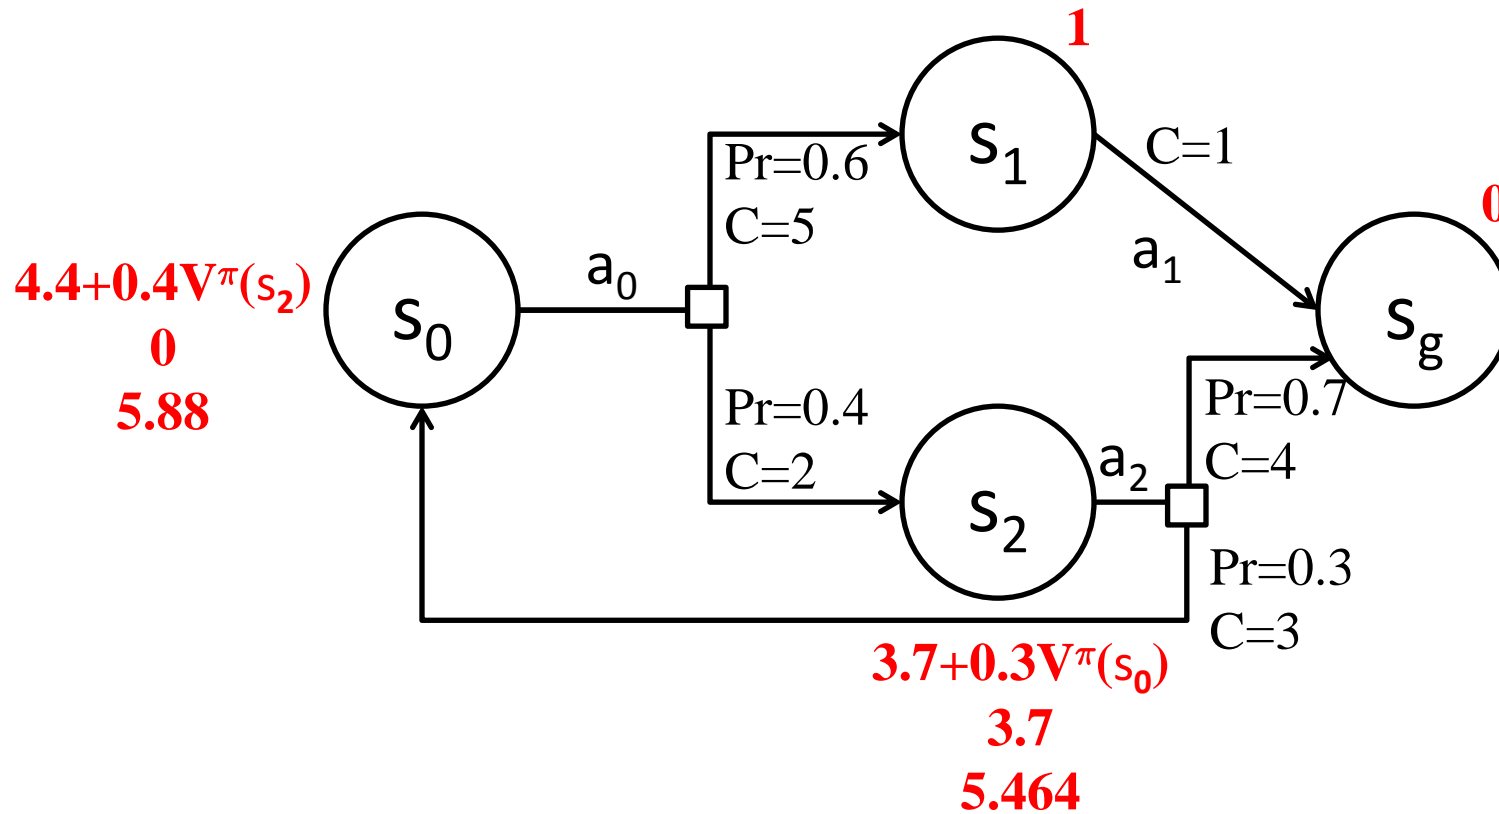 1
s1
C=1
Pr=0.6
C=5
0
a1
4.4+0.4Vπ(s2)
0
5.88
s0
a0
sg
Pr=0.4
C=2
Pr=0.7
C=4
a2
s2
Pr=0.3
C=3
3.7+0.3Vπ(s0)
3.7
5.464